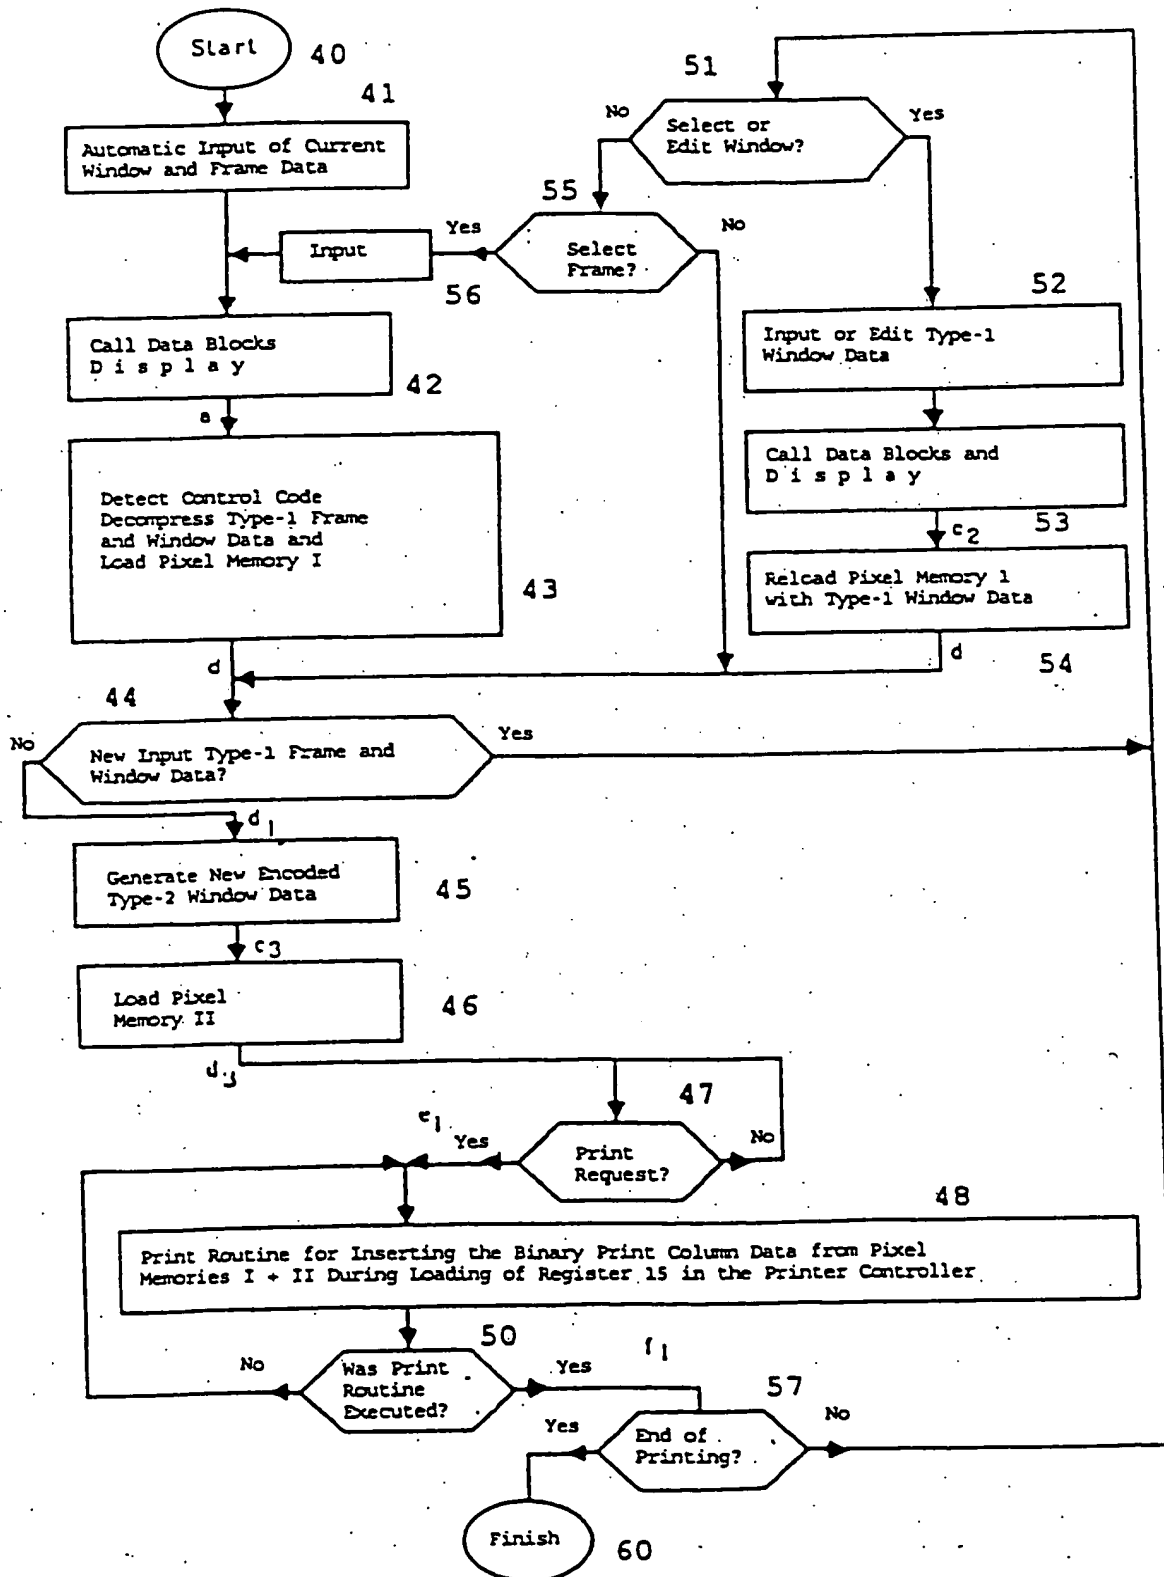 Start
40
41
Automatic Input of Current
Window and Frame Data
51
No
Select or
Edit Window?
Yes
55
Yes
Select
Frame?
No
Input
56
52
Input or Edit Type-1
Window Data
Call Data Blocks
D i s p l a y
42
a
Call Data Blocks and
D i s p l a y
53
c2
Detect Control Code
Decompress Type-1 Frame
and Window Data and
Load Pixel Memory I
43
Reload Pixel Memory 1
with Type-1 Window Data
d
54
d
44
No
New Input Type-1 Frame and
Window Data?
Yes
d1
Generate New Encoded
Type-2 Window Data
45
c3
Load Pixel
Memory II
46
d3
47
e1
Yes
Print
Request?
No
48
Print Routine for Inserting the Binary Print Column Data from Pixel
Memories I + II During Loading of Register 15 in the Printer Controller
50
No
Was Print
Routine
Executed?
Yes
f1
57
Yes
End of
Printing?
No
Finish
60